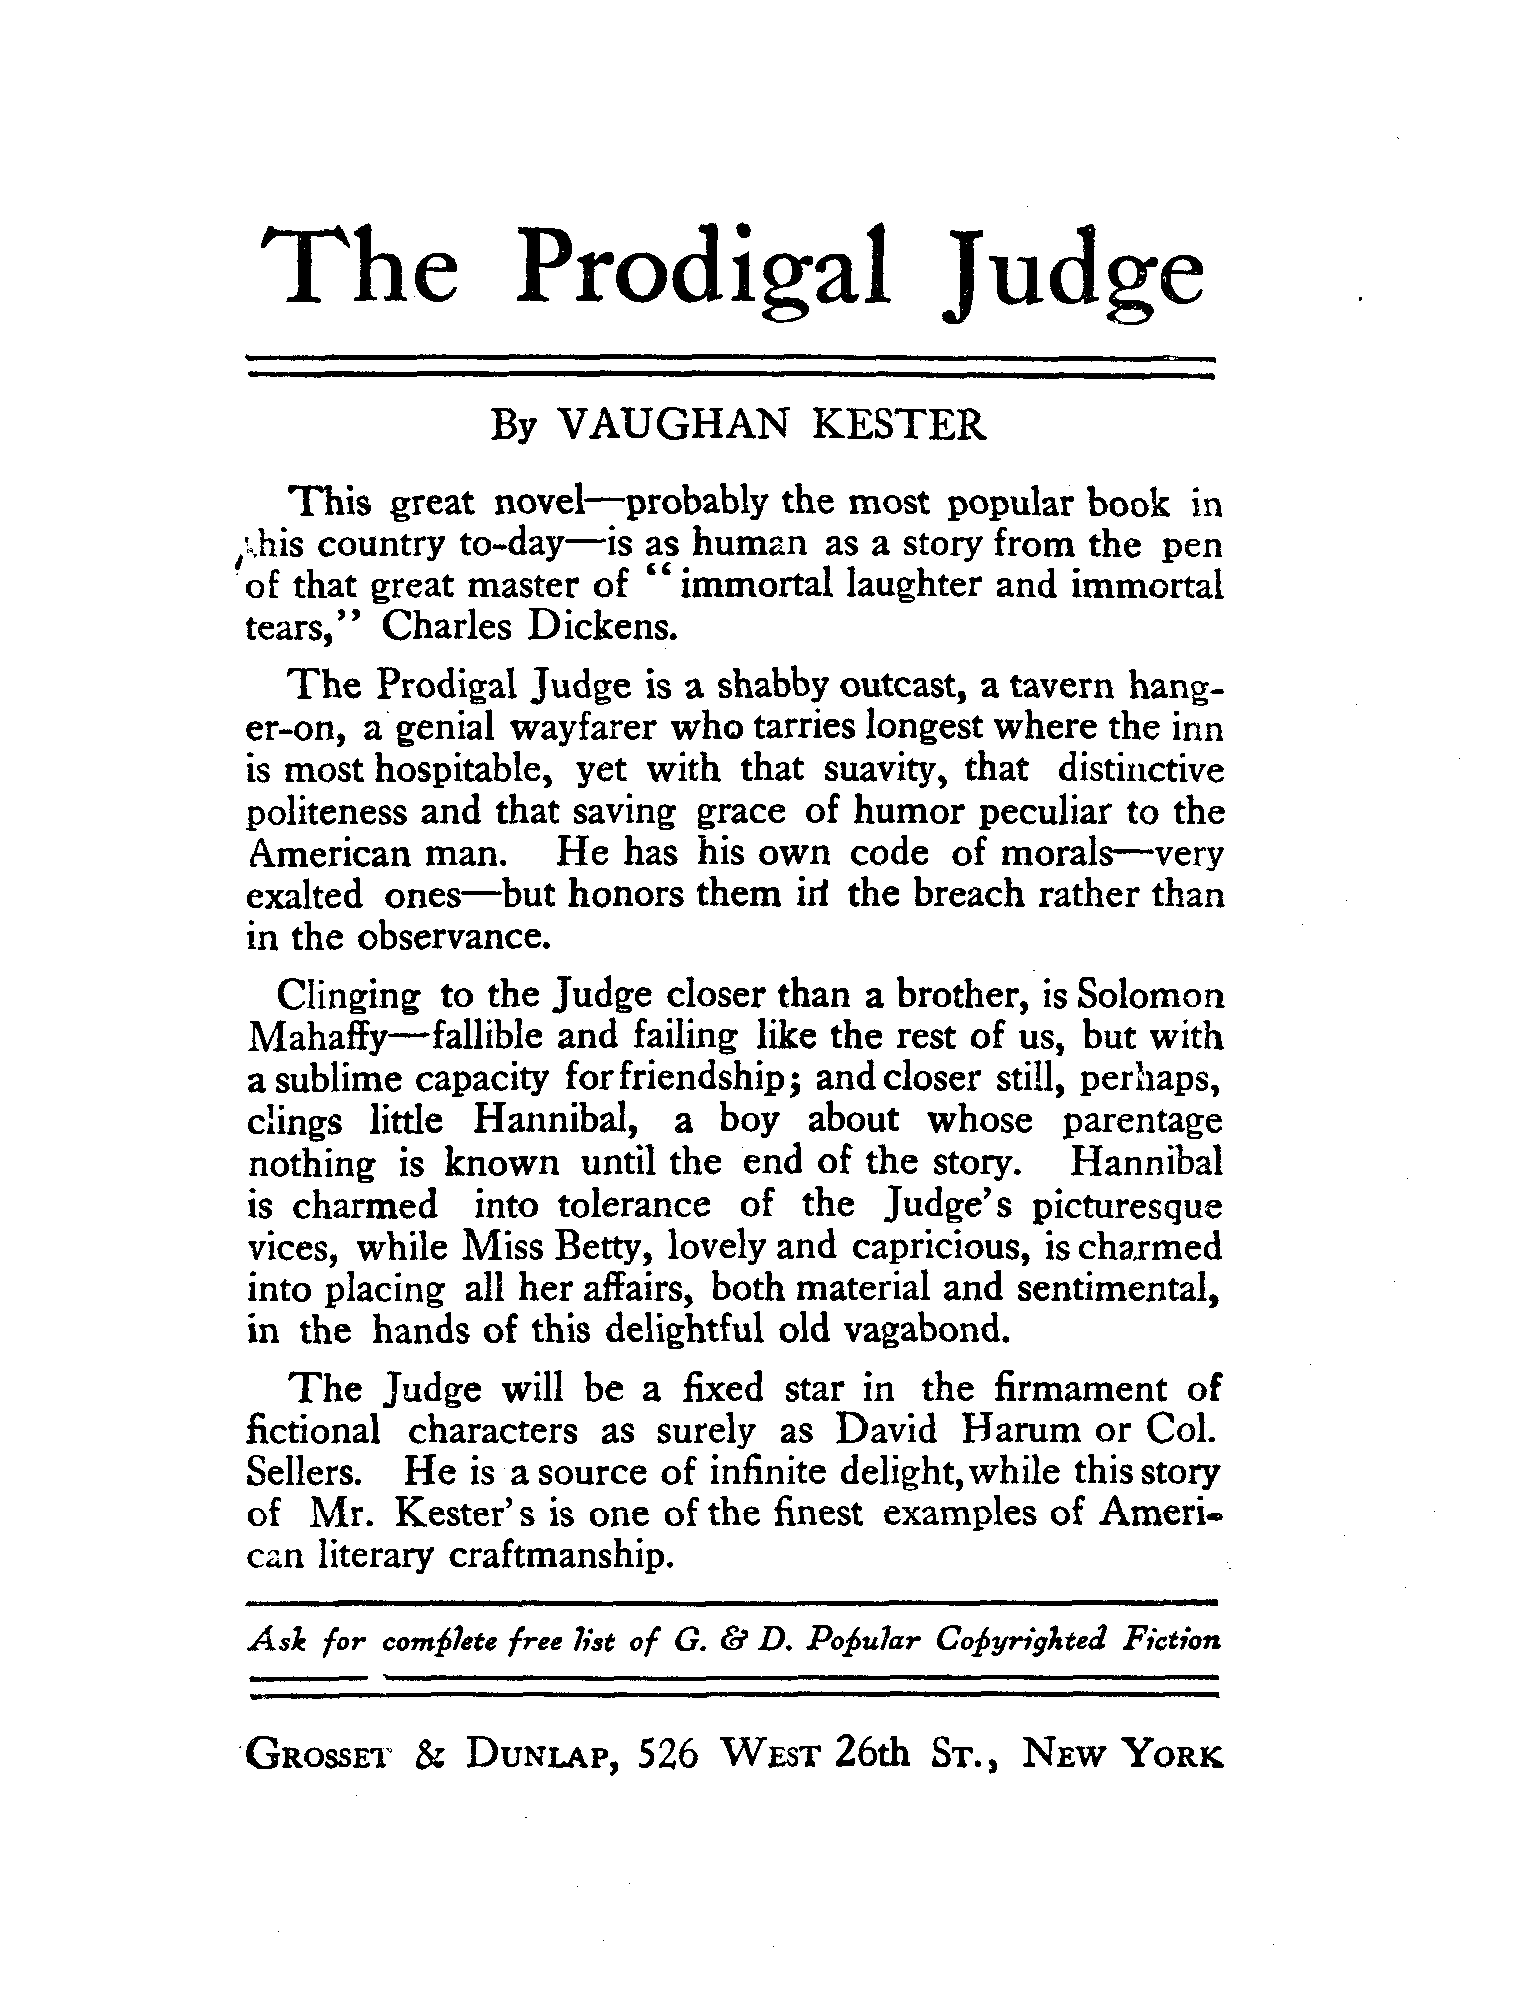 The Prodigal Judge
By VAUGHAN KESTER
This great novel—probably the most popular book in
this country to-day—is as human as a story from the pen
of that great master of “immortal laughter and immortal
tears,” Charles Dickens.
The Prodigal Judge is a shabby outcast, a tavern hang-
er-on, a genial wayfarer who tarries longest where the inn
is most hospitable, yet with that suavity, that distinctive
politeness and that saving grace of humor peculiar to the
American man. He has his own code of morals—very
exalted ones—but honors them in the breach rather than
in the observance.
Clinging to the Judge closer than a brother, is Solomon
Mahaffy—fallible and failing like the rest of us, but with
a sublime capacity for friendship; and closer still, perhaps,
clings little Hannibal, a boy about whose parentage
nothing is known until the end of the story. Hannibal
is charmed into tolerance of the Judge’s picturesque
vices, while Miss Betty, lovely and capricious, is charmed
into placing all her affairs, both material and sentimental,
in the hands of this delightful old vagabond.
The Judge will be a fixed star in the firmament of
fictional characters as surely as David Harum or Col.
Sellers. He is a source of infinite delight, while this story
of Mr. Kester’s is one of the finest examples of Ameri-
can literary craftmanship.
Ask for complete free list of G. & D. Popular Copyrighted Fiction
GROSSET & DUNLAP, 526 WEST 26th ST., NEW YORK